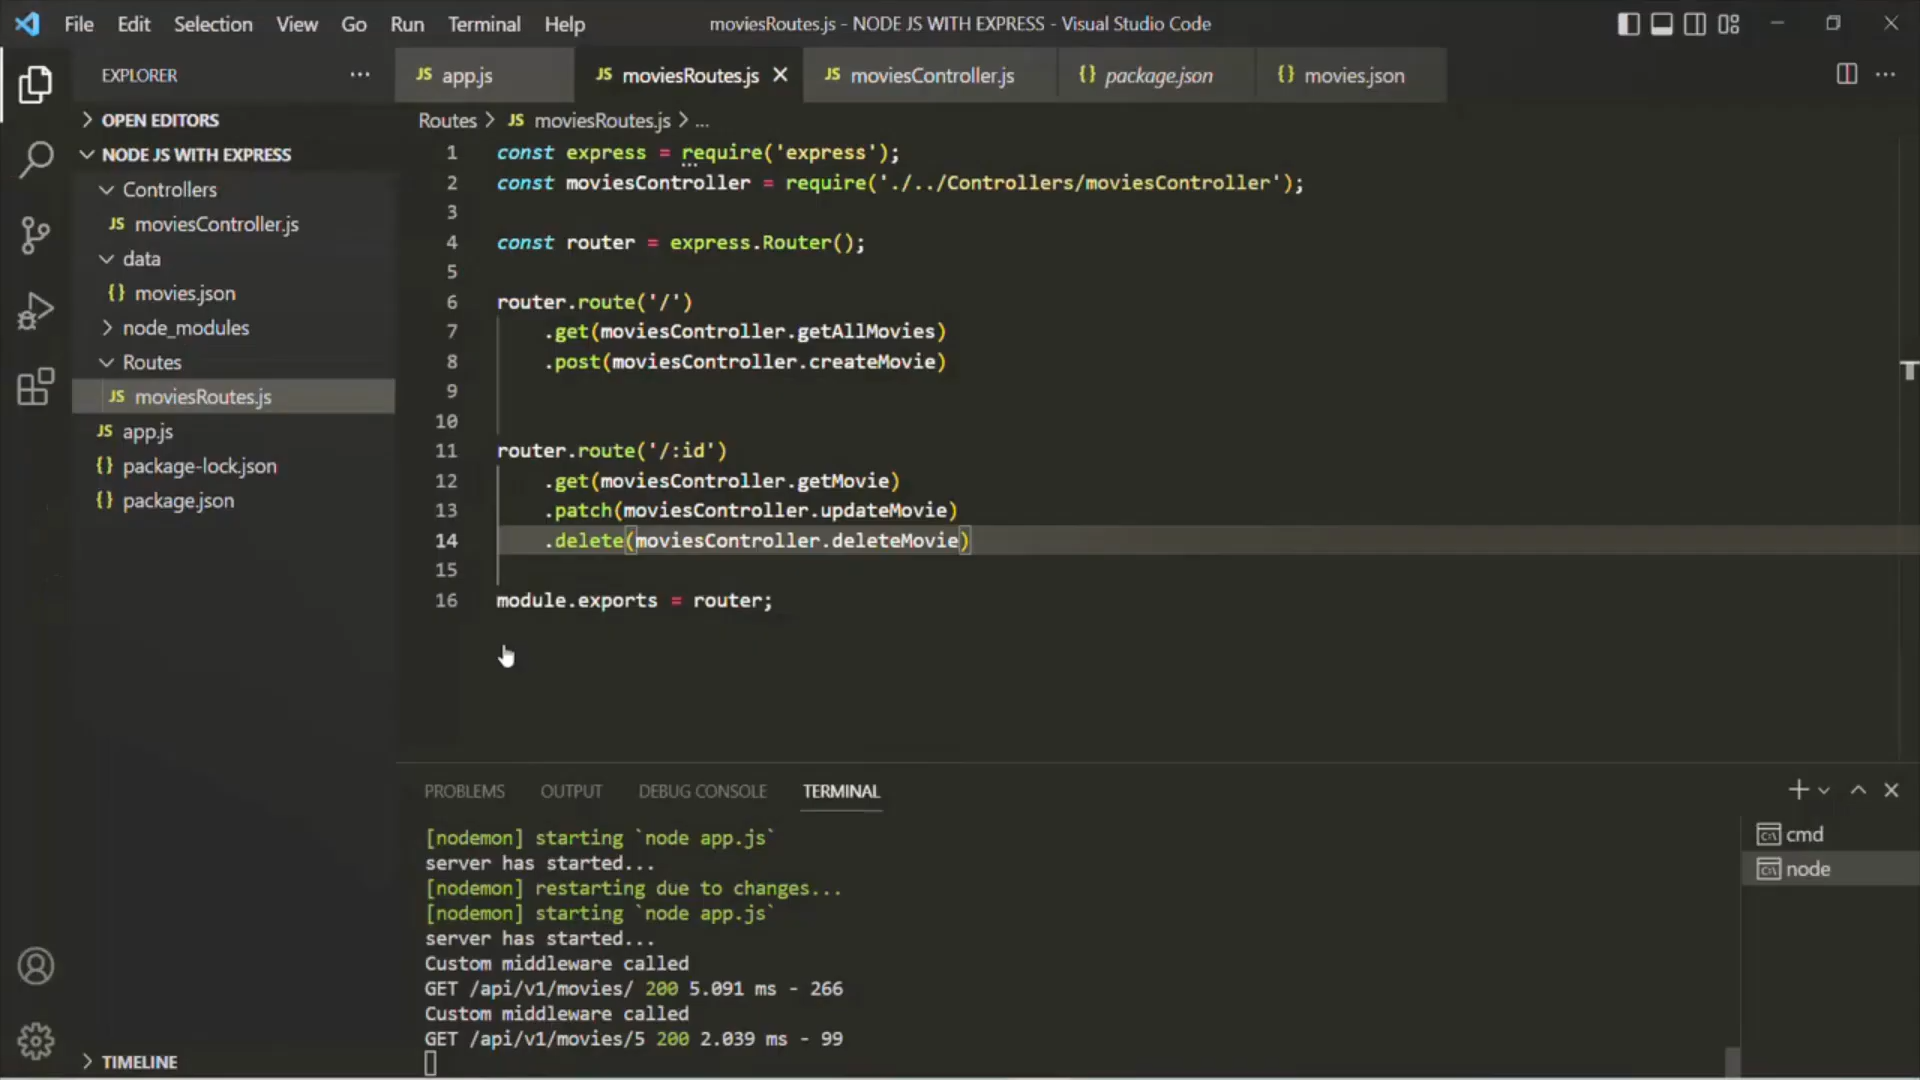 File Edit Selection View Go Run Terminal Help
moviesRoutes.js - NODE JS WITH EXPRESS - Visual Studio Code
EXPLORER
JS app.js
JS moviesRoutes.js
JS moviesController.js
{} package.json
{} movies.json
OPEN EDITORS
NODE JS WITH EXPRESS
Controllers
JS moviesController.js
data
{} movies.json
node_modules
Routes
JS moviesRoutes.js
JS app.js
{} package-lock.json
{} package.json
TIMELINE
Routes > JS moviesRoutes.js > ...
1 const express = require('express');
2 const moviesController = require('./../Controllers/moviesController');
3
4 const router = express.Router();
5
6 router.route('/')
7 .get(moviesController.getAllMovies)
8 .post(moviesController.createMovie)
9
10
11 router.route('/:id')
12 .get(moviesController.getMovie)
13 .patch(moviesController.updateMovie)
14 .delete(moviesController.deleteMovie)
15
16 module.exports = router;
PROBLEMS OUTPUT DEBUG CONSOLE TERMINAL
[nodemon] starting `node app.js`
server has started...
[nodemon] restarting due to changes...
[nodemon] starting `node app.js`
server has started...
Custom middleware called
GET /api/v1/movies/ 200 5.091 ms - 266
Custom middleware called
GET /api/v1/movies/5 200 2.039 ms - 99
cmd
node